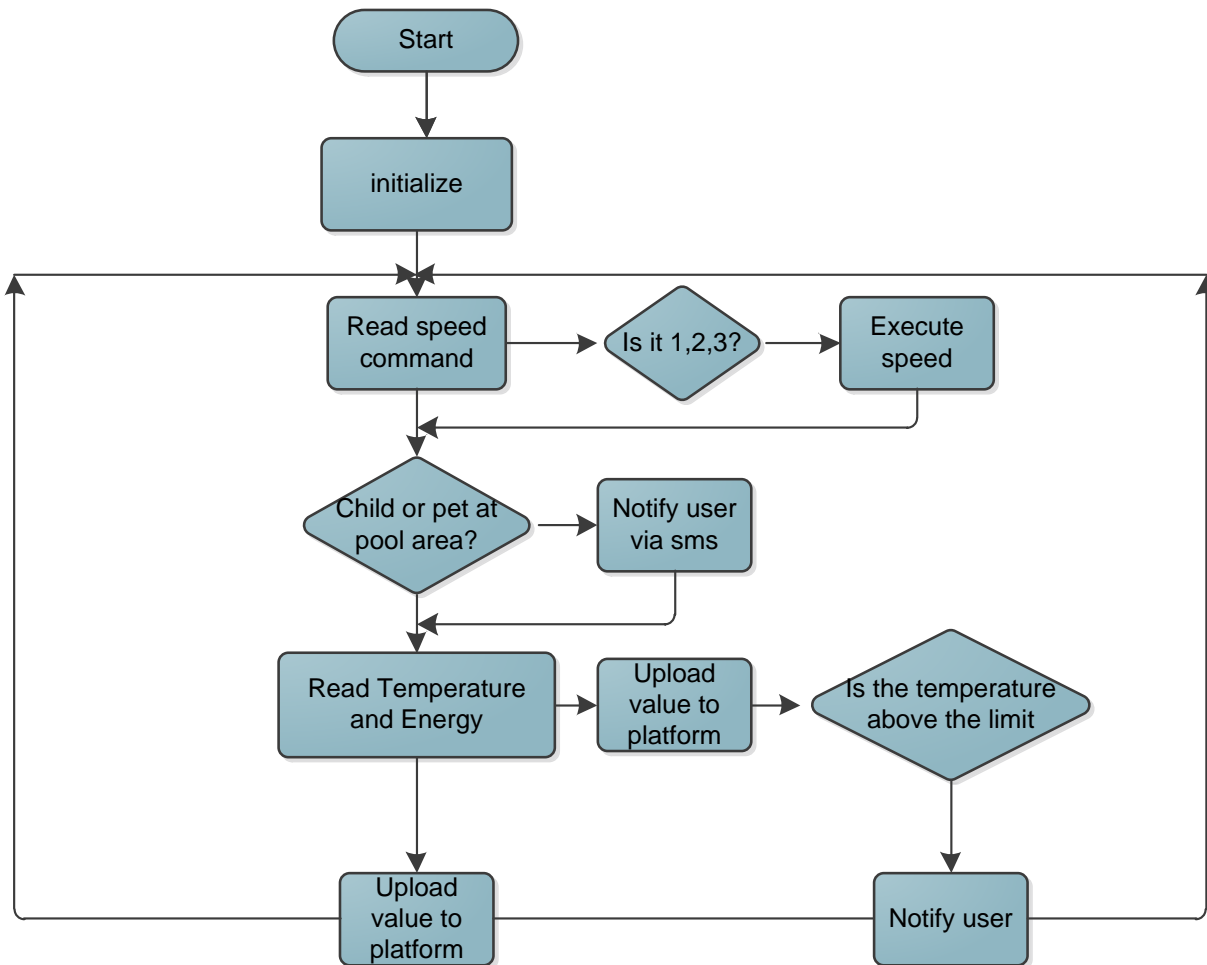 Start
initialize
Read speed
command
Is it 1,2,3?
Execute
speed
Child or pet at
pool area?
Notify user
via sms
Read Temperature
and Energy
Upload
value to
platform
Is the temperature
above the limit
Upload
value to
platform
Notify user